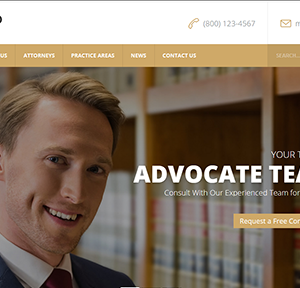 (800) 123-4567
US ATTORNEYS PRACTICE AREAS NEWS CONTACT US SEARCH...
YOUR T
ADVOCATE TEA
Consult With Our Experienced Team for
Request a Free Con